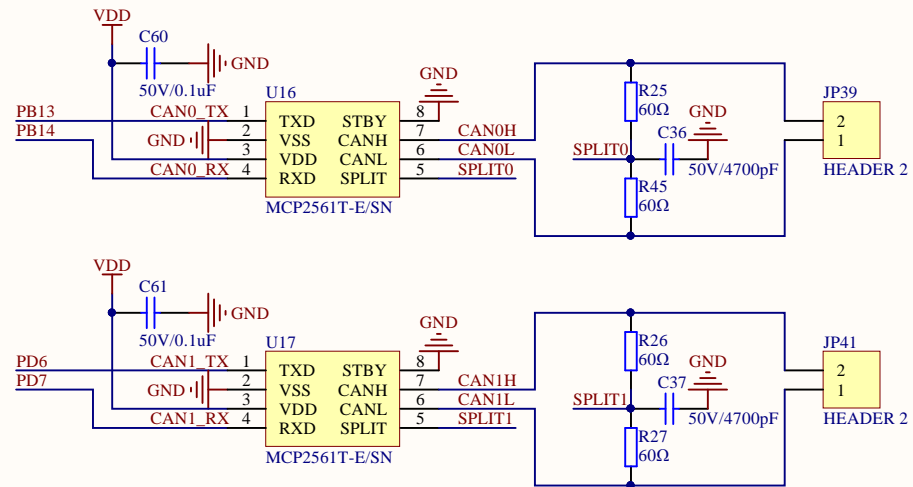 VDD
C60
GND
50V/0.1uF
U16
GND
R25
60Ω
GND
JP39
PB13
CAN0_TX
1
TXD
STBY
8
PB14
GND
2
VSS
CANH
7
CAN0H
C36
2
3
VDD
CANL
6
CAN0L
SPLIT0
1
CAN0_RX
4
RXD
SPLIT
5
SPLIT0
50V/4700pF
HEADER 2
R45
60Ω
MCP2561T-E/SN
VDD
C61
GND
50V/0.1uF
U17
GND
R26
60Ω
GND
JP41
PD6
CAN1_TX
1
TXD
STBY
8
PD7
GND
2
VSS
CANH
7
CAN1H
C37
2
3
VDD
CANL
6
CAN1L
SPLIT1
1
CAN1_RX
4
RXD
SPLIT
5
SPLIT1
50V/4700pF
HEADER 2
R27
60Ω
MCP2561T-E/SN